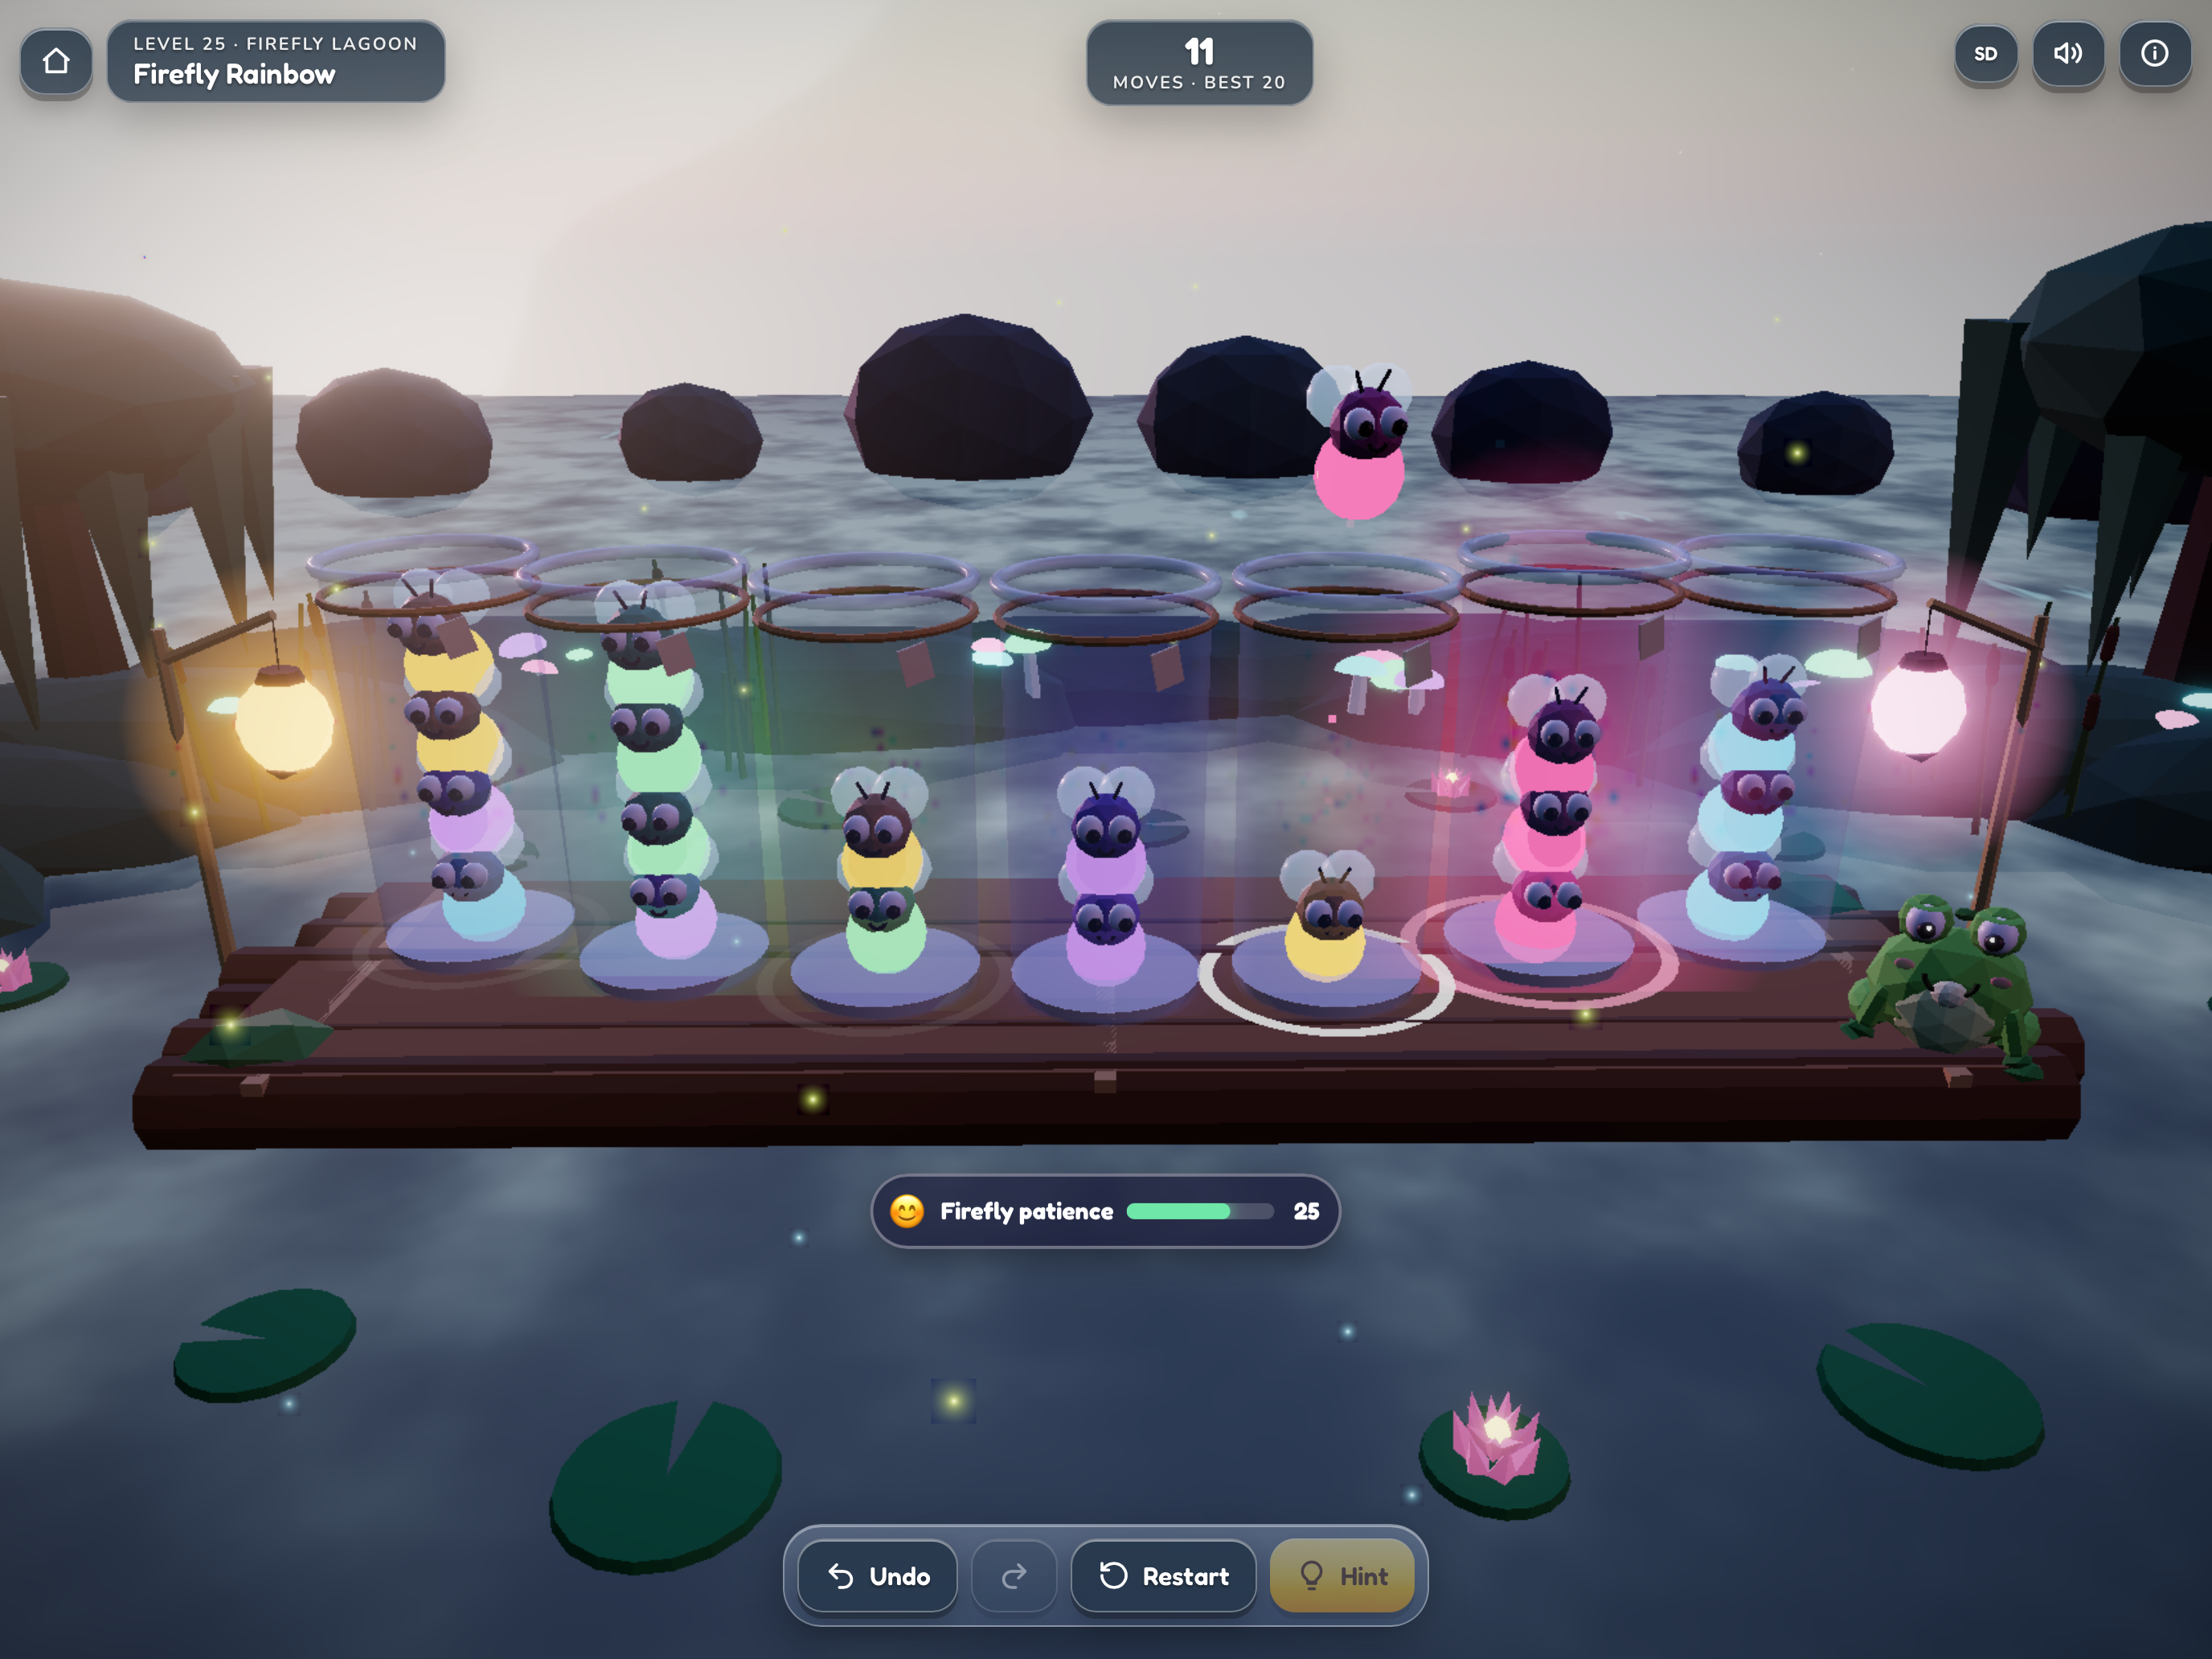 LEVEL 25 · FIREFLY LAGOON
Firefly Rainbow
11
MOVES · BEST 20
SD
Firefly patience 25
Undo
Restart
Hint